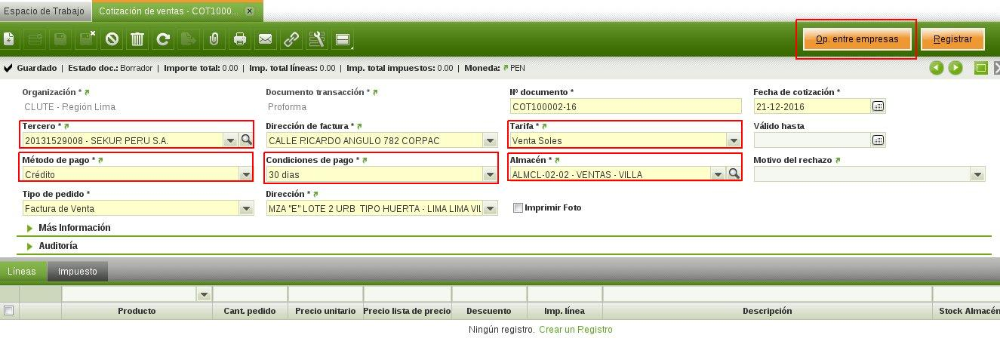 Espacio de Trabajo Cotización de ventas - COT1000... x
Op. entre empresas Registrar
Guardado | Estado doc.: Borrador | Importe total: 0.00 | Imp. total líneas: 0.00 | Imp. total impuestos: 0.00 | Moneda: PEN
Organización * Documento transacción * Nº documento * Fecha de cotización *
CLUTE - Región Lima Proforma COT100002-16 21-12-2016
Tercero * Dirección de factura * Tarifa * Válido hasta
20131529008 - SEKUR PERU S.A. CALLE RICARDO ANGULO 782 CORPAC Venta Soles
Método de pago * Condiciones de pago * Almacén * Motivo del rechazo
Crédito 30 dias ALMCL-02-02 - VENTAS - VILLA
Tipo de pedido * Dirección *
Factura de Venta MZA "E" LOTE 2 URB TIPO HUERTA - LIMA LIMA VIL Imprimir Foto
Más Información
Auditoría
Líneas Impuesto
Producto Cant. pedido Precio unitario Precio lista de precio Descuento Imp. línea Descripción Stock Almacén
Ningún registro. Crear un Registro